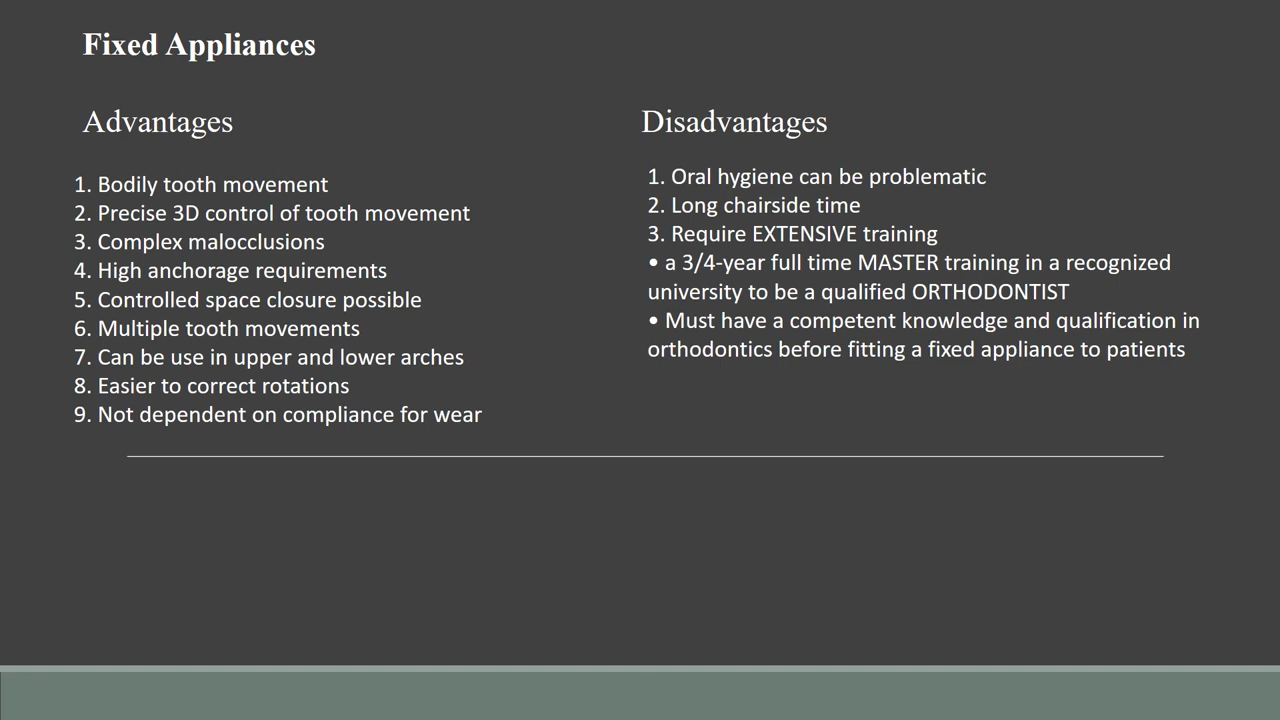 Fixed Appliances
Advantages
1. Bodily tooth movement
2. Precise 3D control of tooth movement
3. Complex malocclusions
4. High anchorage requirements
5. Controlled space closure possible
6. Multiple tooth movements
7. Can be use in upper and lower arches
8. Easier to correct rotations
9. Not dependent on compliance for wear
Disadvantages
1. Oral hygiene can be problematic
2. Long chairside time
3. Require EXTENSIVE training
• a 3/4-year full time MASTER training in a recognized
university to be a qualified ORTHODONTIST
• Must have a competent knowledge and qualification in
orthodontics before fitting a fixed appliance to patients